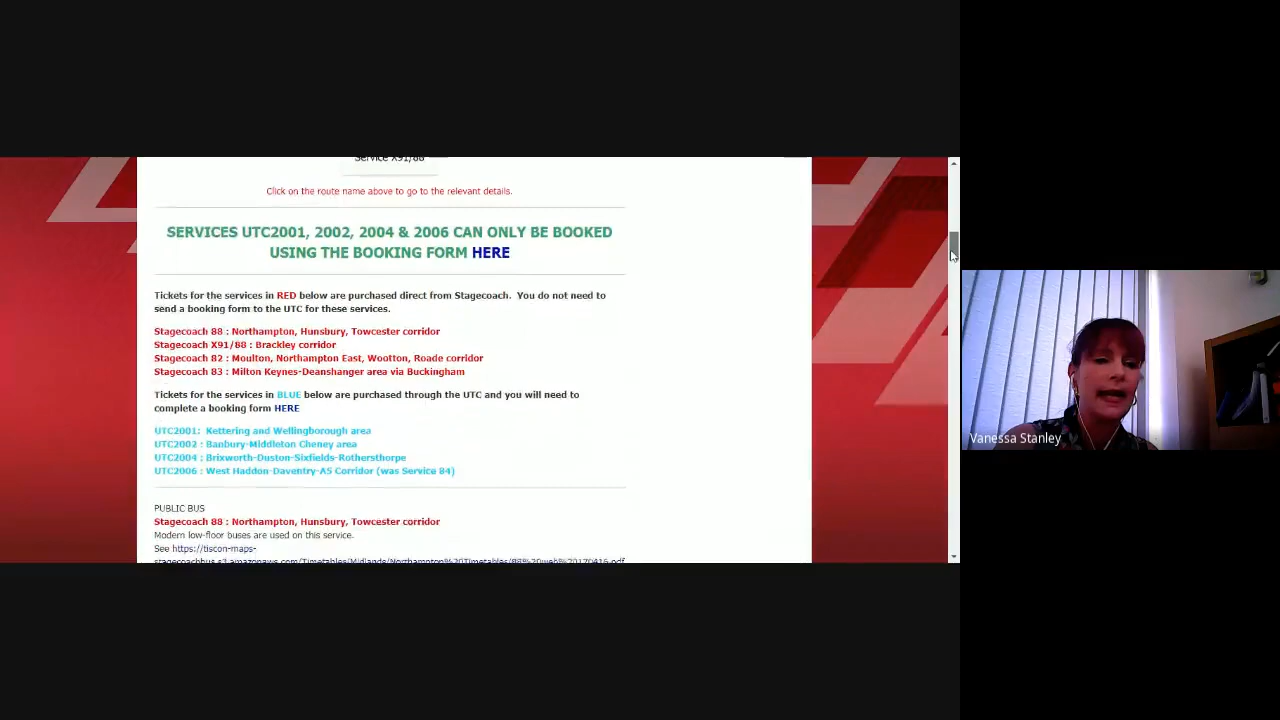 Service X91/88
Click on the route name above to go to the relevant details.
SERVICES UTC2001, 2002, 2004 & 2006 CAN ONLY BE BOOKED
USING THE BOOKING FORM HERE
Tickets for the services in RED below are purchased direct from Stagecoach.  You do not need to
send a booking form to the UTC for these services.
Stagecoach 88 : Northampton, Hunsbury, Towcester corridor
Stagecoach X91/88 : Brackley corridor
Stagecoach 82 : Moulton, Northampton East, Wootton, Roade corridor
Stagecoach 83 : Milton Keynes-Deanshanger area via Buckingham
Tickets for the services in BLUE below are purchased through the UTC and you will need to
complete a booking form HERE
UTC2001:  Kettering and Wellingborough area
UTC2002 : Banbury-Middleton Cheney area
UTC2004 : Brixworth-Duston-Sixfields-Rothersthorpe
UTC2006 : West Haddon-Daventry-A5 Corridor (was Service 84)
PUBLIC BUS
Stagecoach 88 : Northampton, Hunsbury, Towcester corridor
Modern low-floor buses are used on this service.
See https://tiscon-maps-
Vanessa Stanley